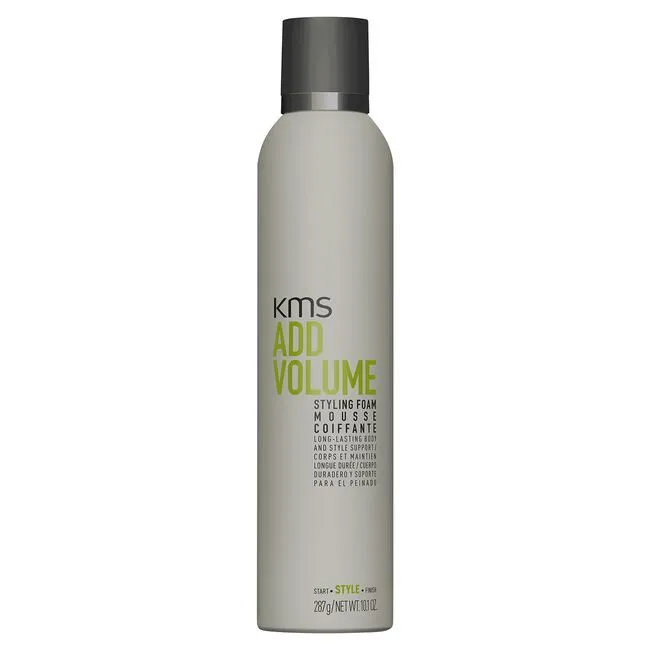 KMS
ADD
VOLUME
STYLING FOAM
MOUSSE
COIFFANTE
LONG-LASTING BODY
AND STYLE SUPPORT/
CORPS ET MAINTIEN
LONGUE DURÉE/CUERPO
DURADERO Y SOPORTE
PARA EL PEINADO
START • STYLE • FINISH
287g/NET WT. 10.1 OZ.